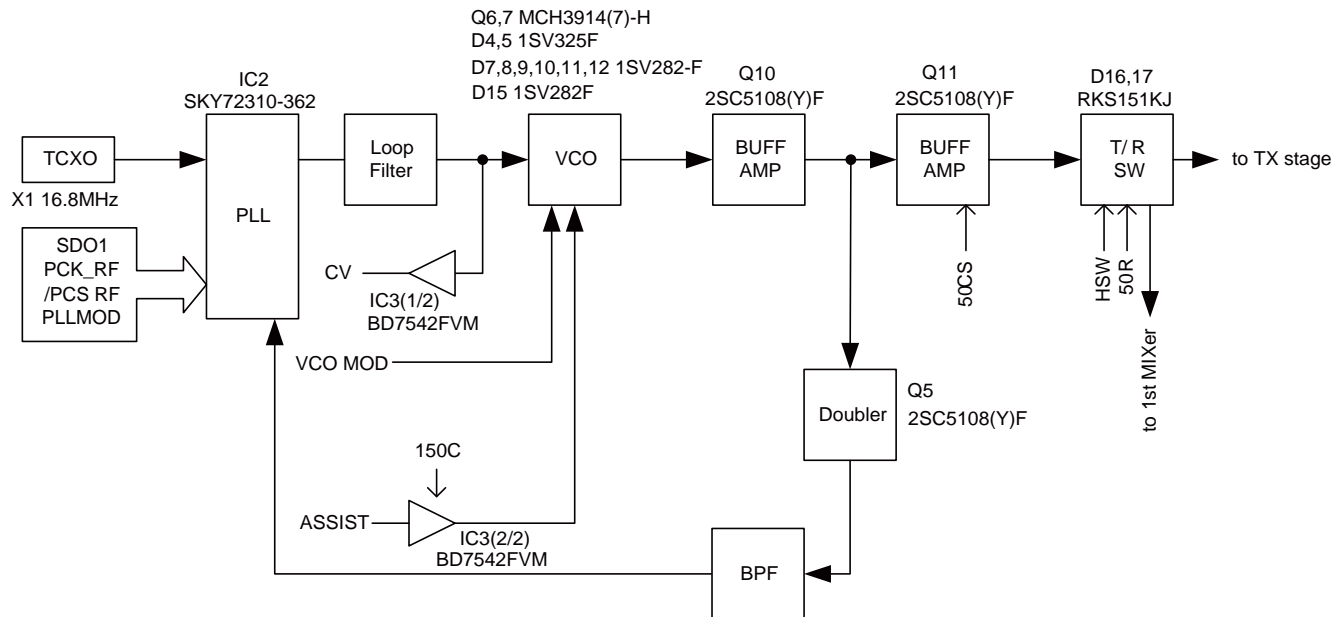 Q6,7 MCH3914(7)-H
D4,5 1SV325F
D7,8,9,10,11,12 1SV282-F
D15 1SV282F
IC2
SKY72310-362
Q10
2SC5108(Y)F
Q11
2SC5108(Y)F
D16,17
RKS151KJ
TCXO
X1 16.8MHz
PLL
Loop
Filter
VCO
BUFF
AMP
BUFF
AMP
T/ R
SW
to TX stage
SDO1
PCK_RF
/PCS RF
PLLMOD
CV
IC3(1/2)
BD7542FVM
50CS
HSW
50R
to 1st MIXer
VCO MOD
Doubler
Q5
2SC5108(Y)F
150C
ASSIST
IC3(2/2)
BD7542FVM
BPF